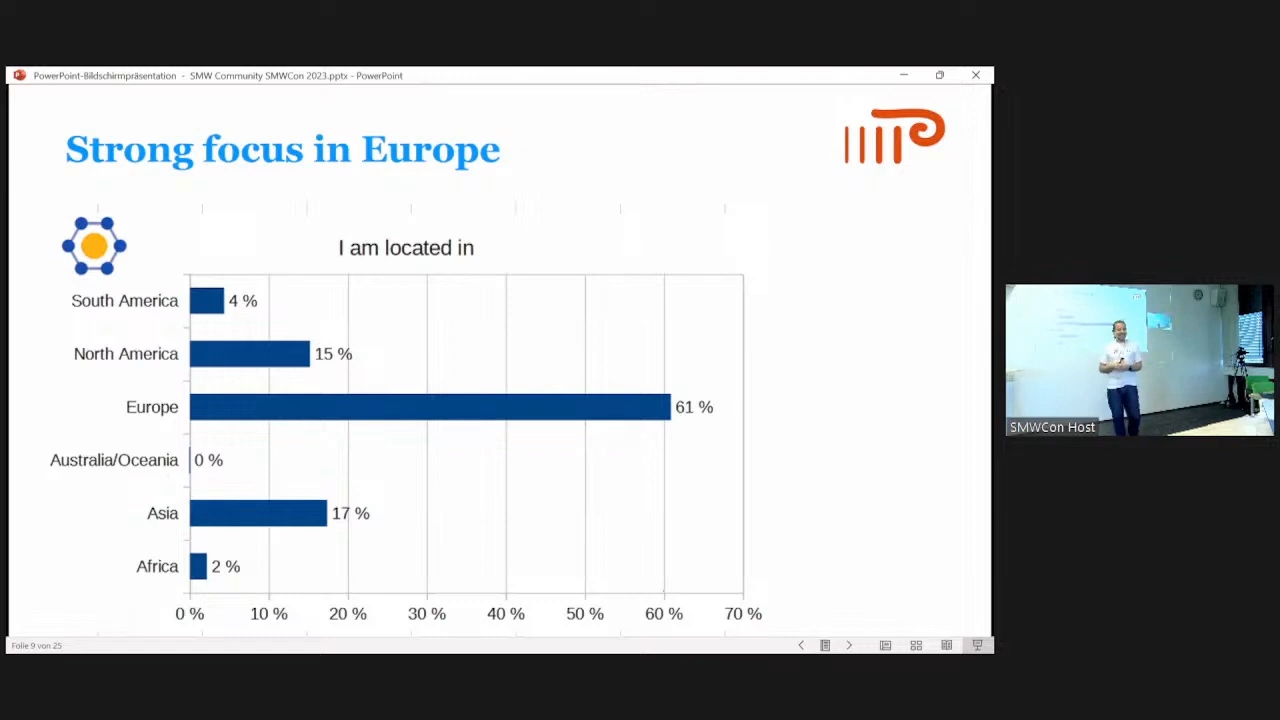 PowerPoint-Bildschirmpräsentation - SMW Community SMWCon 2023.pptx - PowerPoint
Strong focus in Europe
I am located in
South America 4 %
North America 15 %
Europe 61 %
Australia/Oceania 0 %
Asia 17 %
Africa 2 %
0 % 10 % 20 % 30 % 40 % 50 % 60 % 70 %
Folie 9 von 25
SMWCon Host